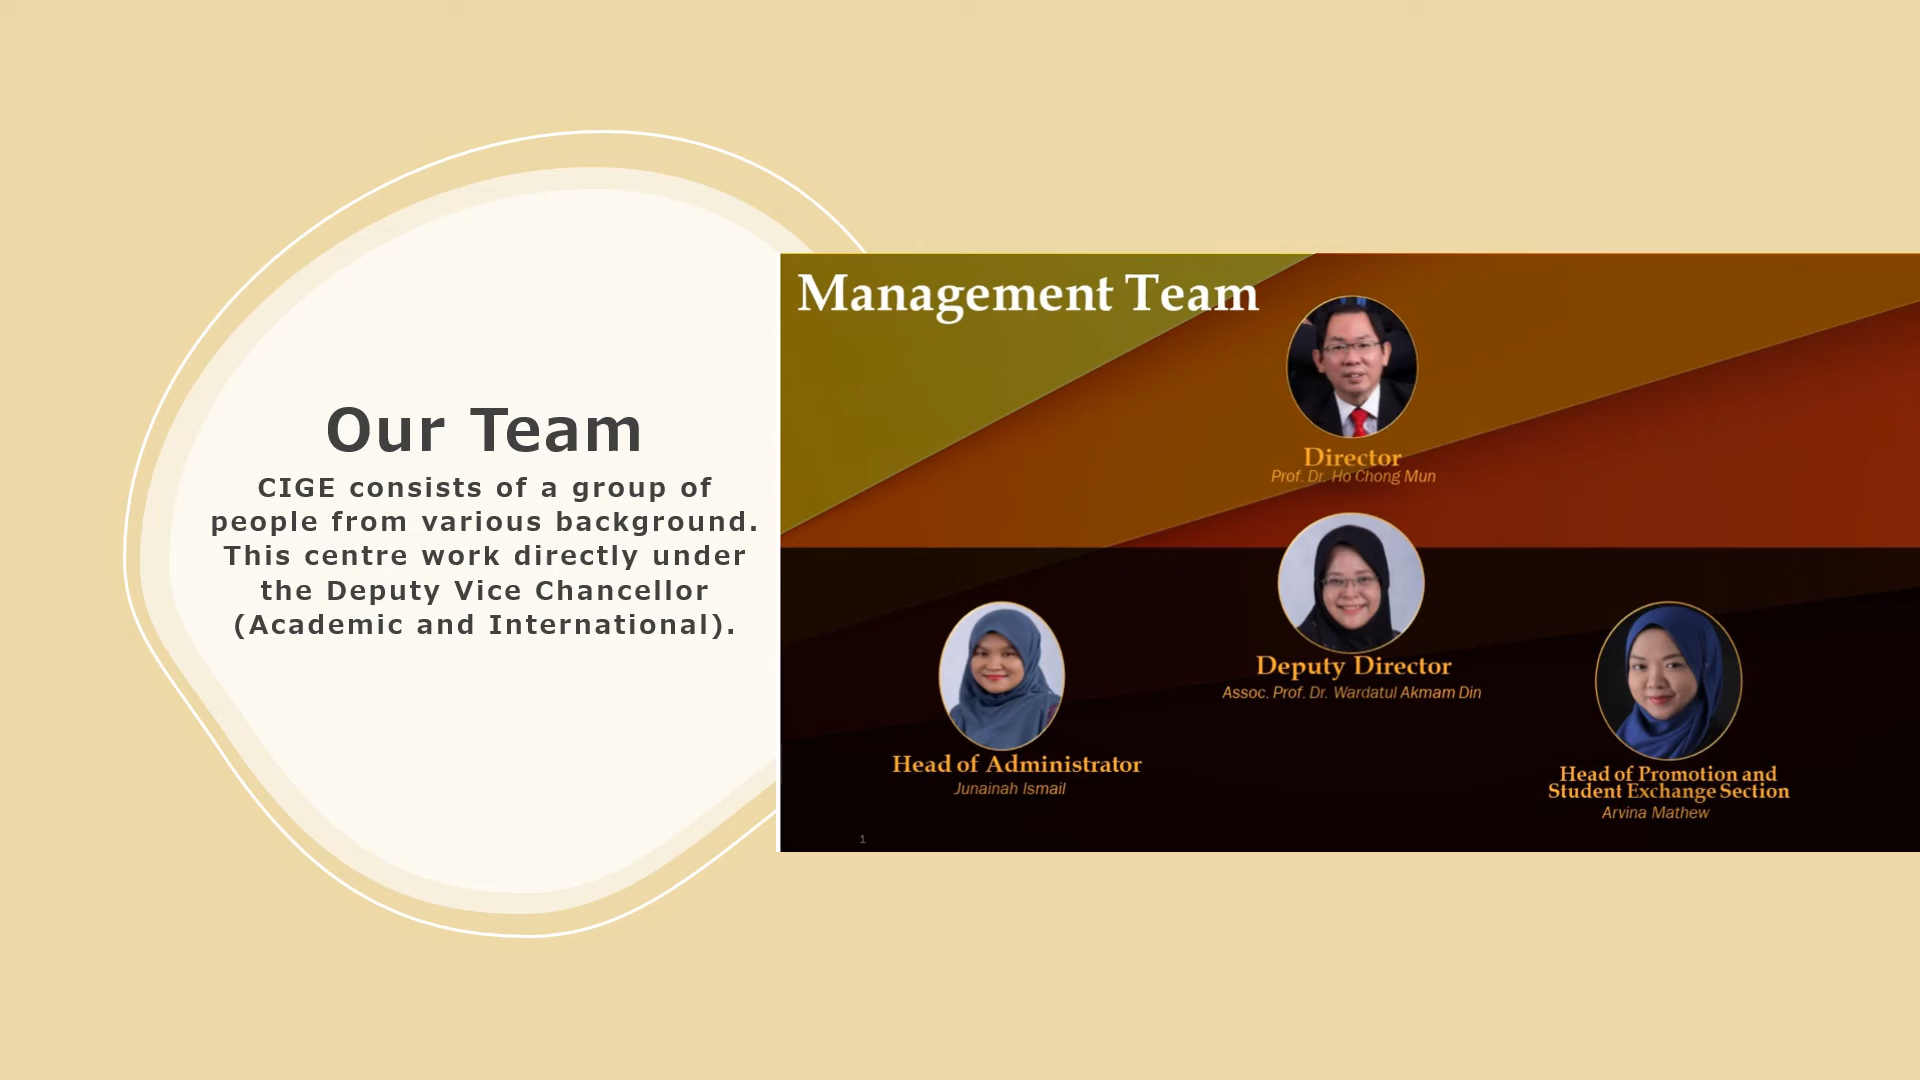 Our Team
CIGE consists of a group of
people from various background.
This centre work directly under
the Deputy Vice Chancellor
(Academic and International).
Management Team
Director
Prof. Dr. Ho Chong Mun
Deputy Director
Assoc. Prof. Dr. Wardatul Akmam Din
Head of Administrator
Junainah Ismail
Head of Promotion and
Student Exchange Section
Arvina Mathew
1